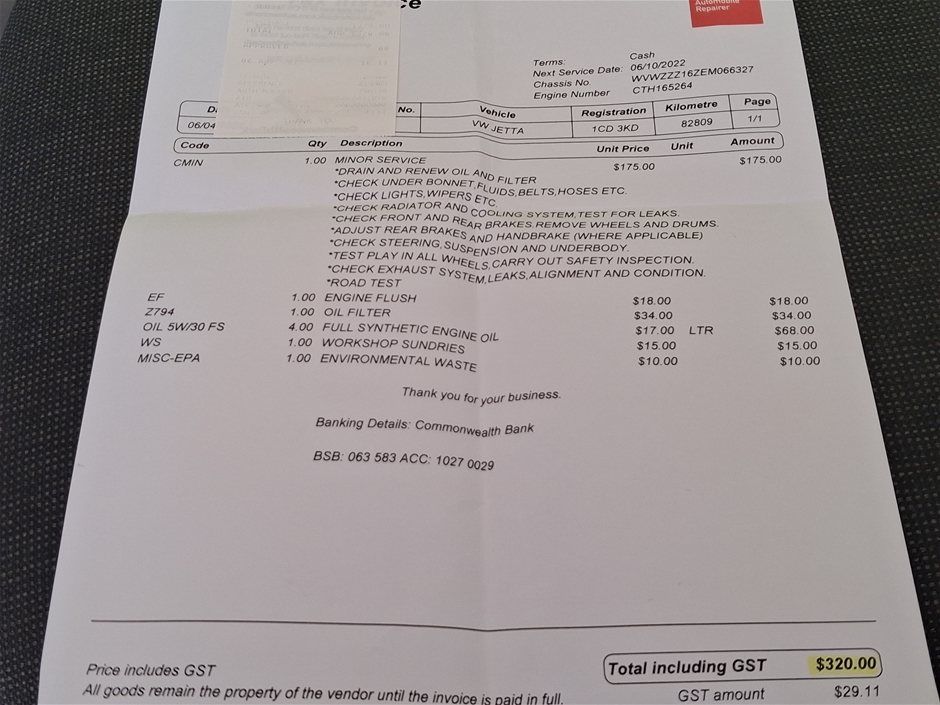 ce
Automobile
Repairer
TOTAL
APPROVED
Terms: Cash
Next Service Date: 06/10/2022
Chassis No. WVWZZZ16ZEM066327
Engine Number CTH165264
No. Vehicle Registration Kilometre Page
06/04 VW JETTA 1CD 3KD 82809 1/1
Code Qty Description Unit Price Unit Amount
CMIN 1.00 MINOR SERVICE $175.00 $175.00
*DRAIN AND RENEW OIL AND FILTER
*CHECK UNDER BONNET,FLUIDS,BELTS,HOSES ETC.
*CHECK LIGHTS,WIPERS ETC.
*CHECK RADIATOR AND COOLING SYSTEM,TEST FOR LEAKS.
*CHECK FRONT AND REAR BRAKES.REMOVE WHEELS AND DRUMS.
*ADJUST REAR BRAKES AND HANDBRAKE (WHERE APPLICABLE)
*CHECK STEERING,SUSPENSION AND UNDERBODY.
*TEST PLAY IN ALL WHEELS,CARRY OUT SAFETY INSPECTION.
*CHECK EXHAUST SYSTEM,LEAKS,ALIGNMENT AND CONDITION.
*ROAD TEST
EF 1.00 ENGINE FLUSH $18.00 $18.00
Z794 1.00 OIL FILTER $34.00 $34.00
OIL 5W/30 FS 4.00 FULL SYNTHETIC ENGINE OIL $17.00 LTR $68.00
WS 1.00 WORKSHOP SUNDRIES $15.00 $15.00
MISC-EPA 1.00 ENVIRONMENTAL WASTE $10.00 $10.00
Thank you for your business.
Banking Details: Commonwealth Bank
BSB: 063 583 ACC: 1027 0029
Price includes GST
Total including GST $320.00
All goods remain the property of the vendor until the invoice is paid in full.
GST amount $29.11